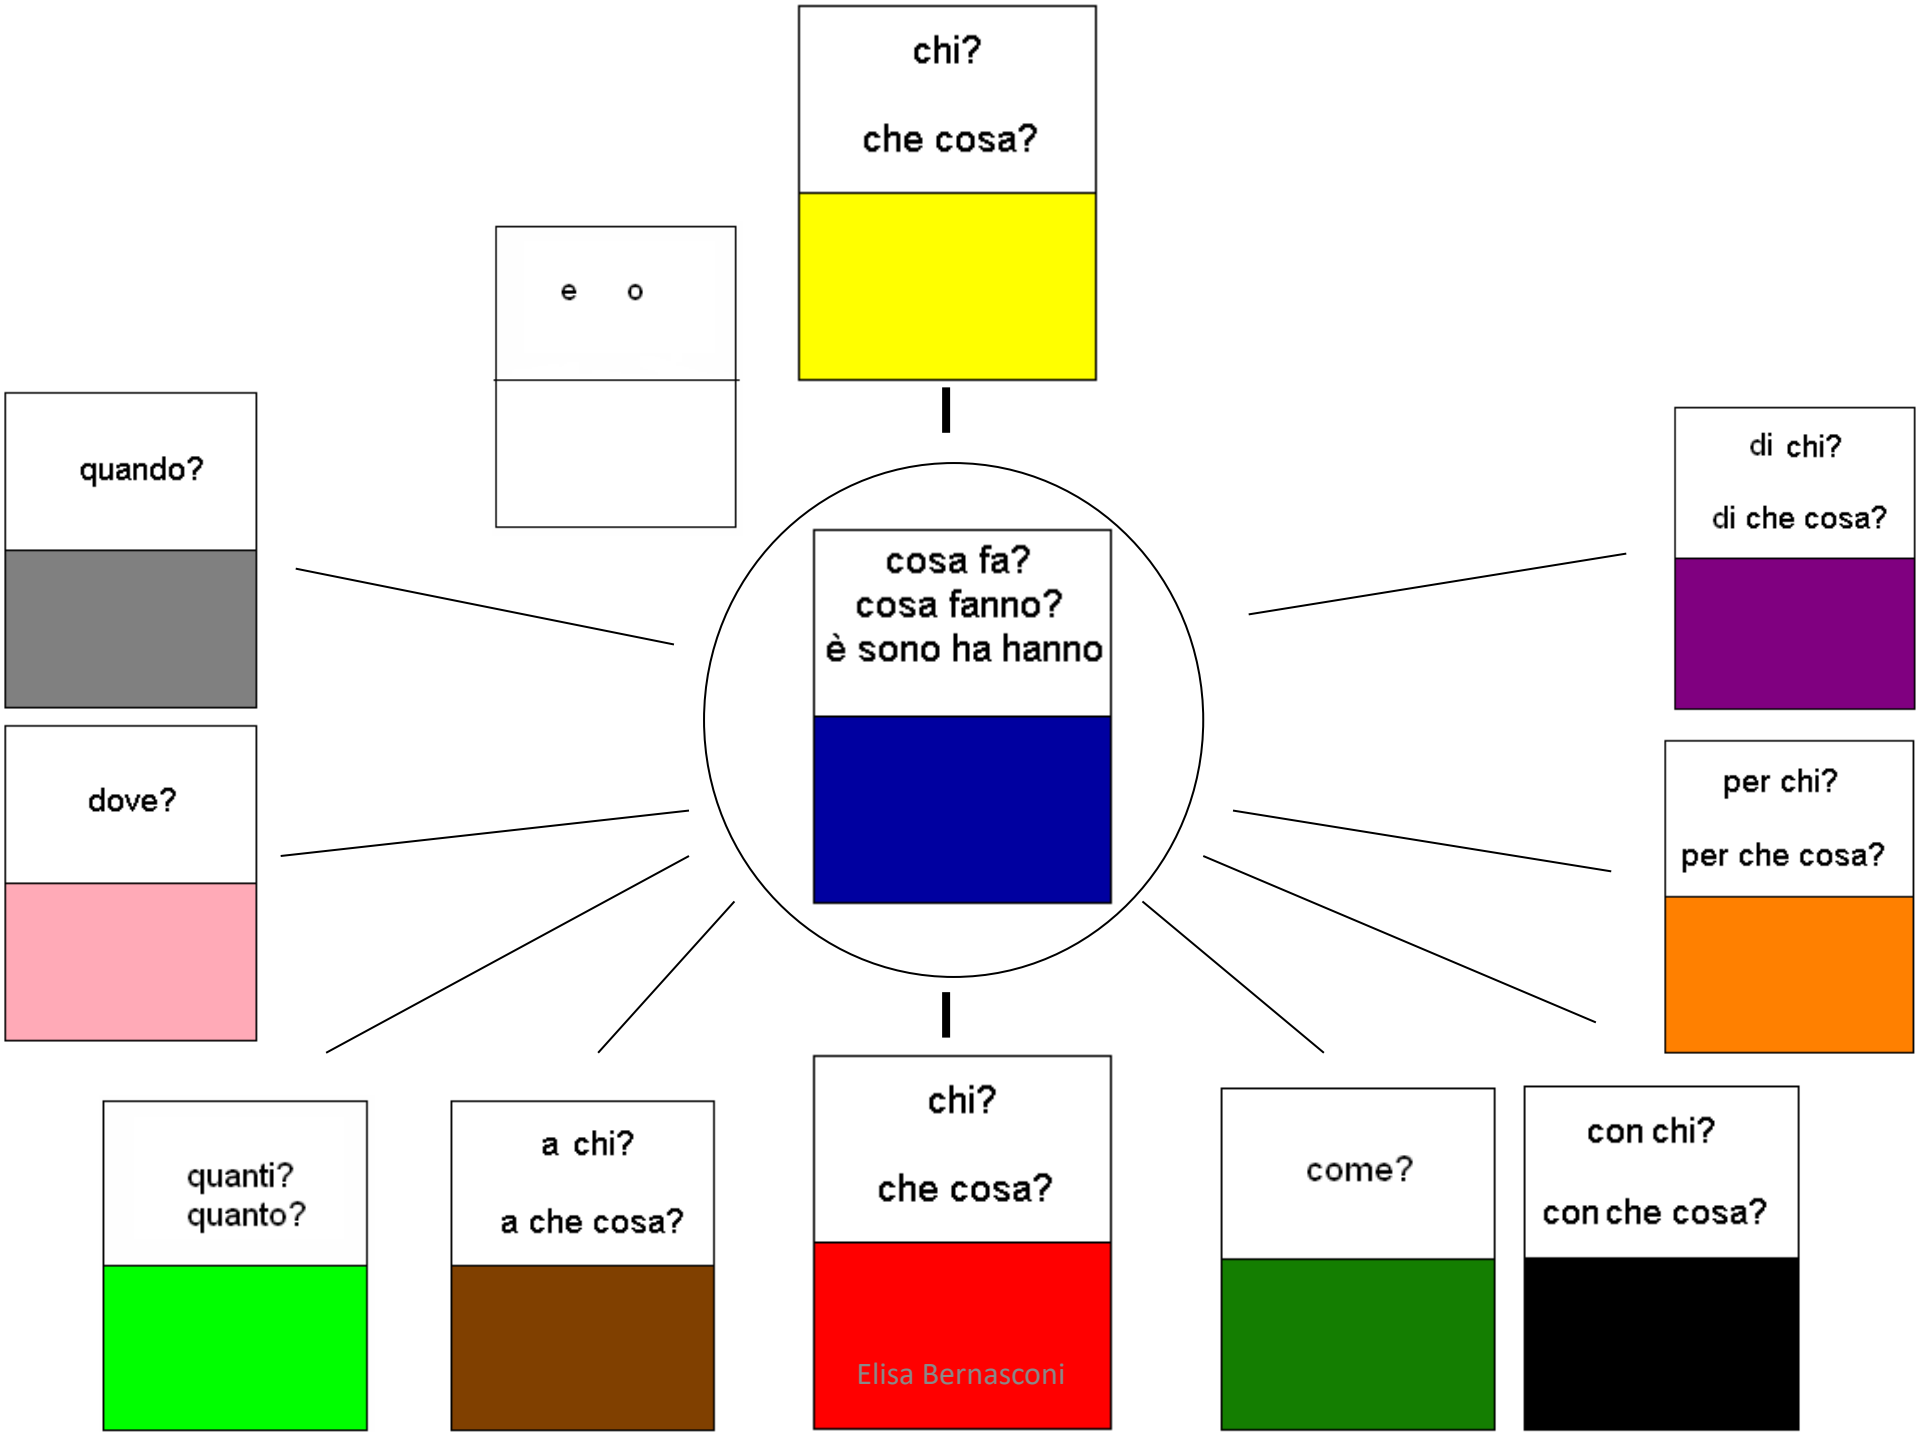 chi?
che cosa?
e o
quando?
di chi?
di che cosa?
cosa fa?
cosa fanno?
è sono ha hanno
dove?
per chi?
per che cosa?
quanti?
quanto?
a chi?
a che cosa?
chi?
che cosa?
come?
con chi?
con che cosa?
Elisa Bernasconi